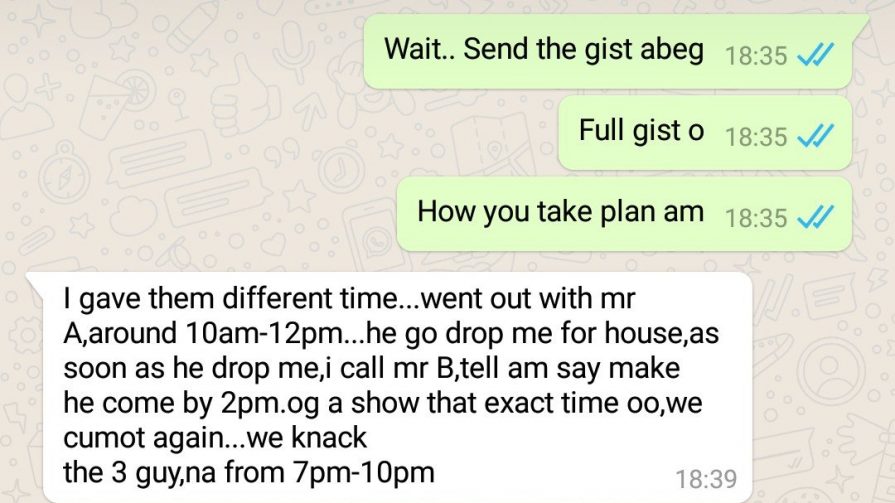 Wait.. Send the gist abeg 18:35
Full gist o 18:35
How you take plan am 18:35
I gave them different time...went out with mr
A,around 10am-12pm...he go drop me for house,as
soon as he drop me,i call mr B,tell am say make
he come by 2pm.og a show that exact time oo,we
cumot again...we knack
the 3 guy,na from 7pm-10pm 18:39